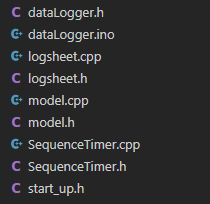 dataLogger.h
dataLogger.ino
logsheet.cpp
logsheet.h
model.cpp
model.h
SequenceTimer.cpp
SequenceTimer.h
start_up.h